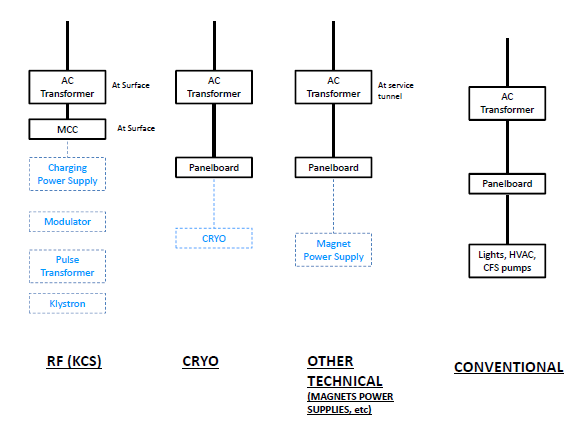 AC
Transformer
At Surface
MCC
At Surface
Charging
Power Supply
Modulator
Pulse
Transformer
Klystron
RF (KCS)
AC
Transformer
Panelboard
CRYO
CRYO
AC
Transformer
At service
tunnel
Panelboard
Magnet
Power Supply
OTHER
TECHNICAL
(MAGNETS POWER
SUPPLIES, etc)
AC
Transformer
Panelboard
Lights, HVAC,
CFS pumps
CONVENTIONAL